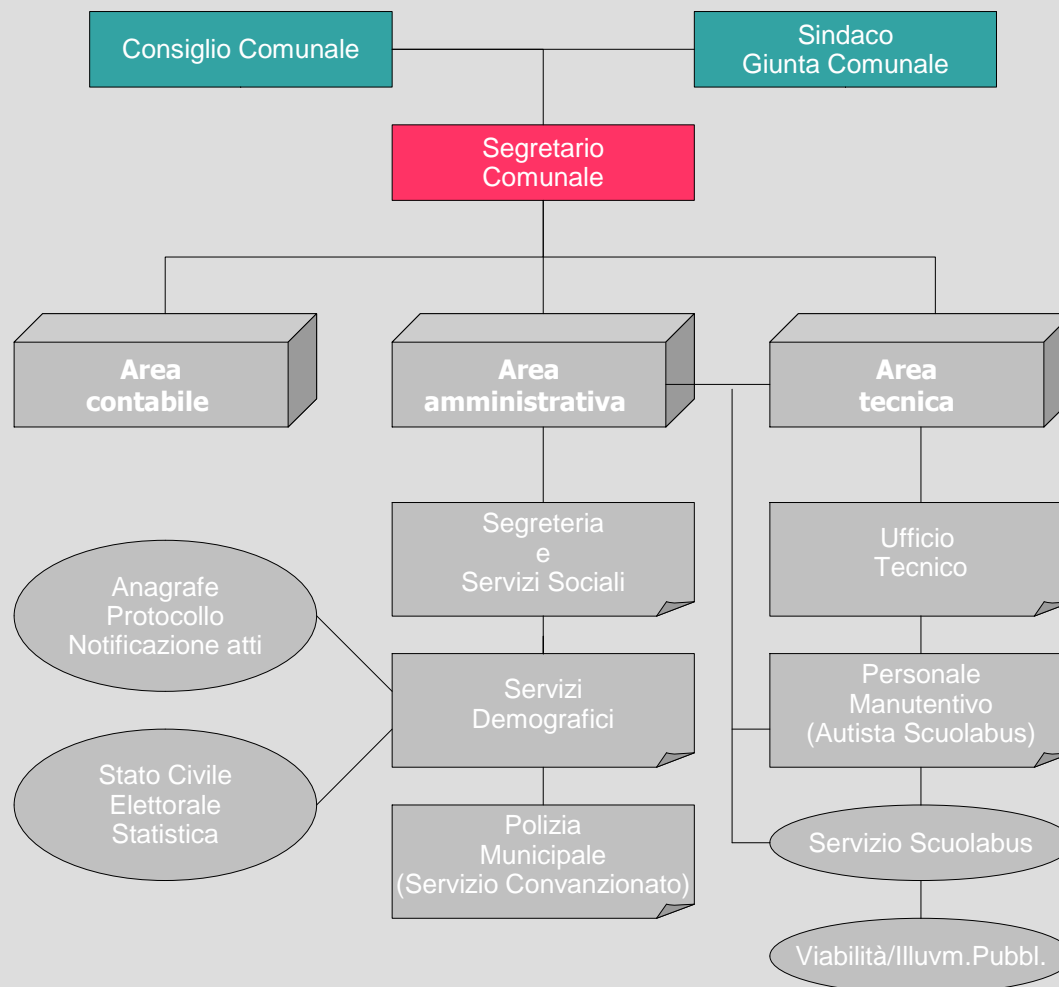 Consiglio Comunale
Sindaco
Giunta Comunale
Segretario
Comunale
Area
contabile
Area
amministrativa
Area
tecnica
Segreteria
e
Servizi Sociali
Ufficio
Tecnico
Anagrafe
Protocollo
Notificazione atti
Servizi
Demografici
Personale
Manutentivo
(Autista Scuolabus)
Stato Civile
Elettorale
Statistica
Polizia
Municipale
(Servizio Convanzionato)
Servizio Scuolabus
Viabilità/Illuvm.Pubbl.